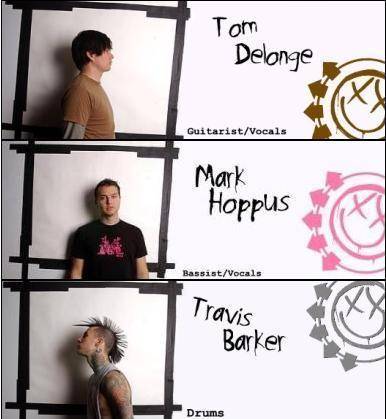 Tom
Delonge
Guitarist/Vocals
Mark
Hoppus
Bassist/Vocals
Travis
Barker
Drums